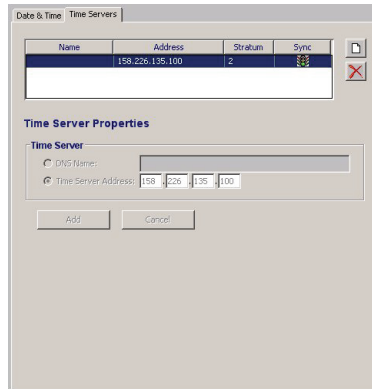 Date & Time Time Servers
Name Address Stratum Sync
158.226.135.100 2
Time Server Properties
Time Server
DNS Name:
Time Server Address: 158 . 226 . 135 . 100
Add Cancel